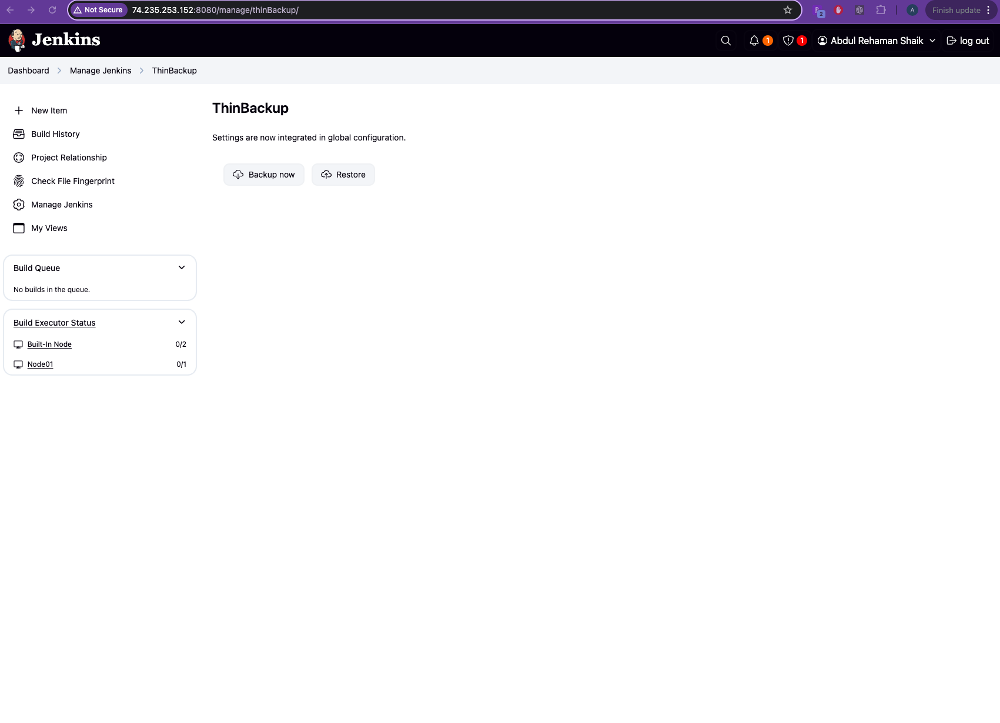 Not Secure 74.235.253.152:8080/manage/thinBackup/ 2 A Finish update
Jenkins 1 1 Abdul Rehaman Shaik log out
Dashboard Manage Jenkins ThinBackup
New Item
Build History
Project Relationship
Check File Fingerprint
Manage Jenkins
My Views
Build Queue
No builds in the queue.
Build Executor Status
Built-In Node 0/2
Node01 0/1
ThinBackup
Settings are now integrated in global configuration.
Backup now Restore